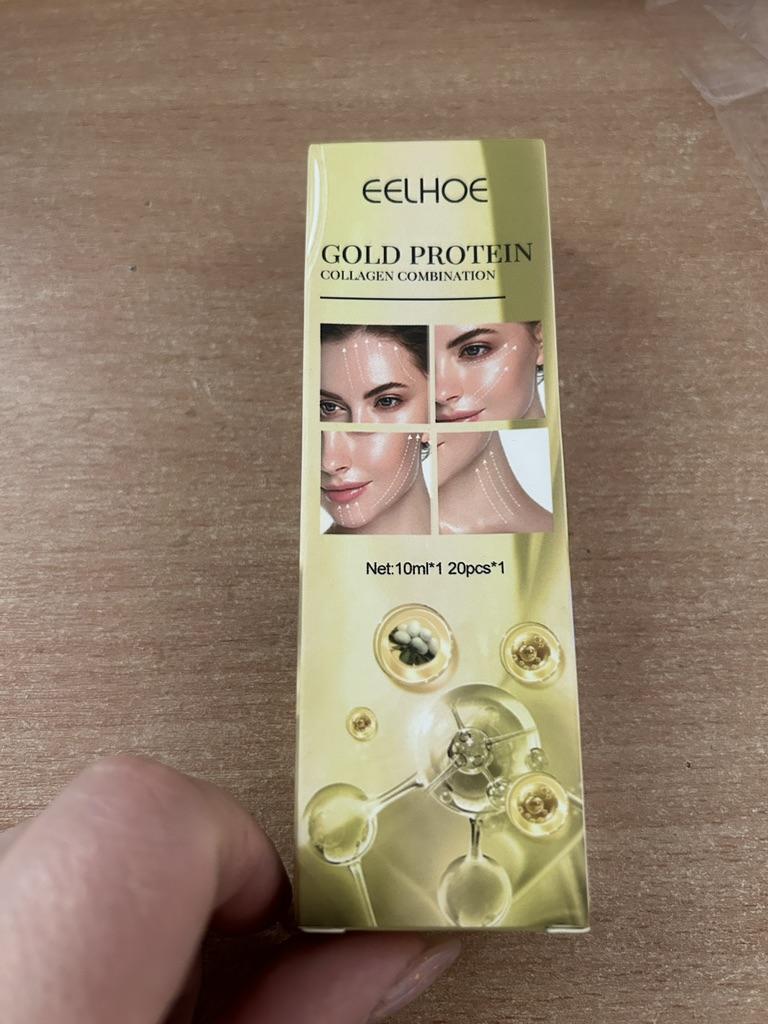 EELHOE
GOLD PROTEIN
COLLAGEN COMBINATION
Net:10ml*1 20pcs*1